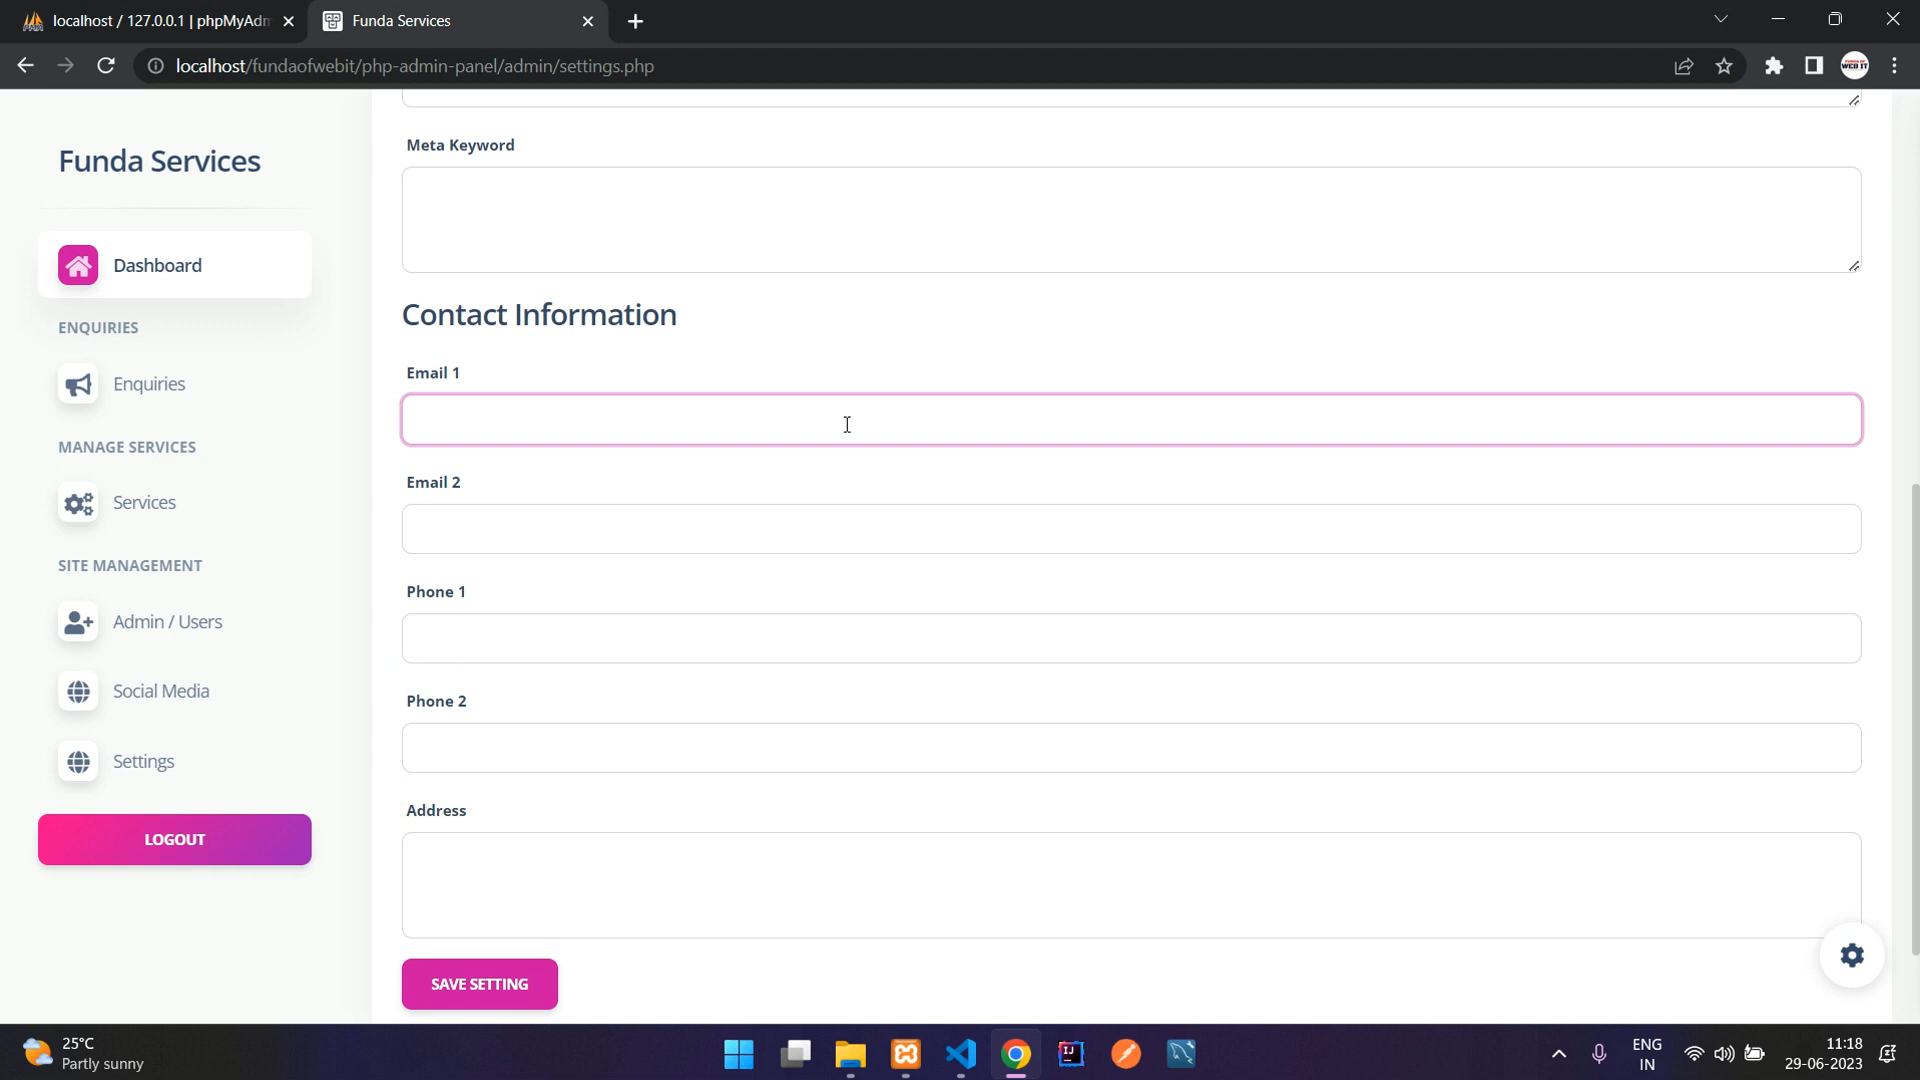 localhost / 127.0.0.1 | phpMyAdm
Funda Services
localhost/fundaofwebit/php-admin-panel/admin/settings.php
WEB IT
Funda Services
Dashboard
ENQUIRIES
Enquiries
MANAGE SERVICES
Services
SITE MANAGEMENT
Admin / Users
Social Media
Settings
LOGOUT
Meta Keyword
Contact Information
Email 1
Email 2
Phone 1
Phone 2
Address
SAVE SETTING
25°C
Partly sunny
ENG
IN
11:18
29-06-2023